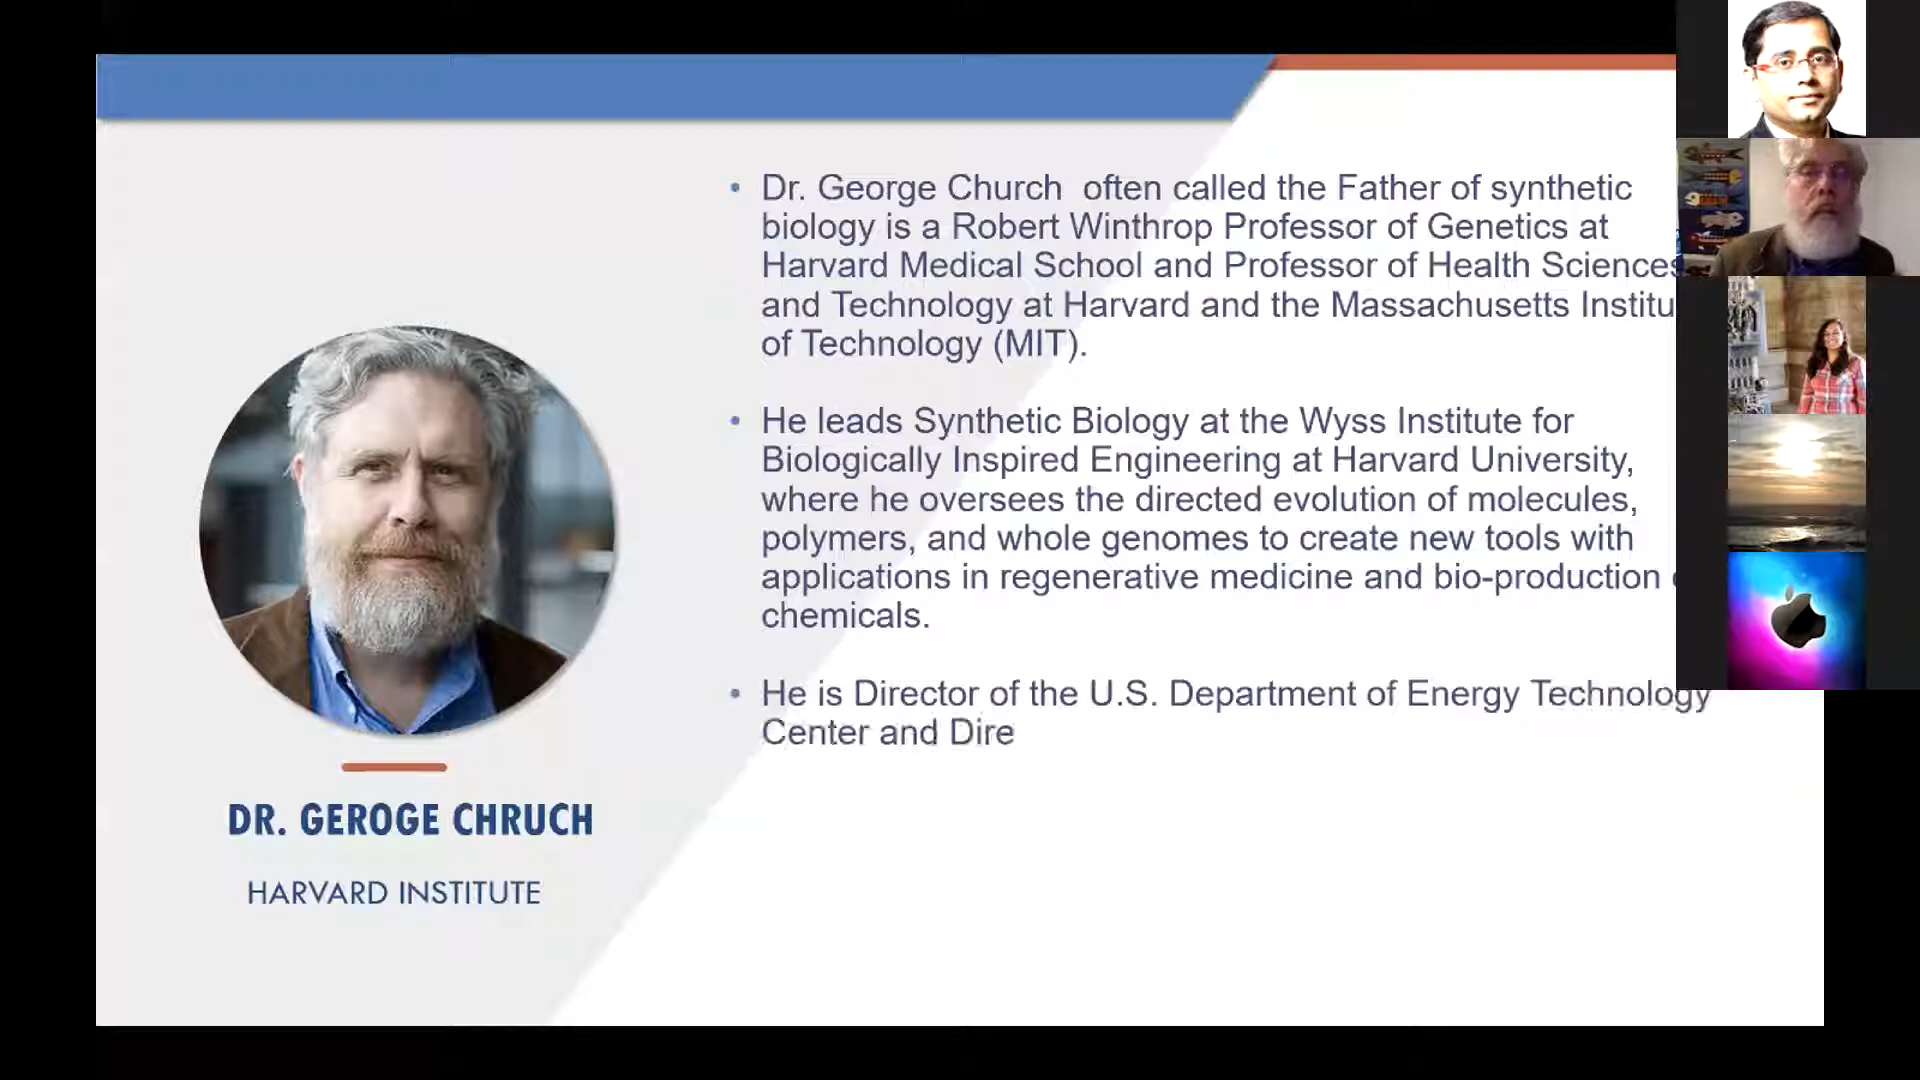 Dr. George Church often called the Father of synthetic
biology is a Robert Winthrop Professor of Genetics at
Harvard Medical School and Professor of Health Sciences
and Technology at Harvard and the Massachusetts Institu
of Technology (MIT).
He leads Synthetic Biology at the Wyss Institute for
Biologically Inspired Engineering at Harvard University,
where he oversees the directed evolution of molecules,
polymers, and whole genomes to create new tools with
applications in regenerative medicine and bio-production
chemicals.
He is Director of the U.S. Department of Energy Technology
Center and Dire
DR. GEROGE CHRUCH
HARVARD INSTITUTE